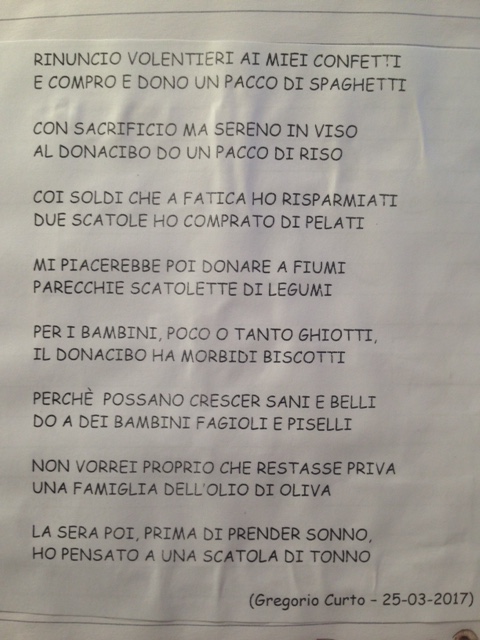 RINUNCIO VOLENTIERI AI MIEI CONFETTI
E COMPRO E DONO UN PACCO DI SPAGHETTI
CON SACRIFICIO MA SERENO IN VISO
AL DONACIBO DO UN PACCO DI RISO
COI SOLDI CHE A FATICA HO RISPARMIATI
DUE SCATOLE HO COMPRATO DI PELATI
MI PIACEREBBE POI DONARE A FIUMI
PARECCHIE SCATOLETTE DI LEGUMI
PER I BAMBINI, POCO O TANTO GHIOTTI,
IL DONACIBO HA MORBIDI BISCOTTI
PERCHÈ POSSANO CRESCER SANI E BELLI
DO A DEI BAMBINI FAGIOLI E PISELLI
NON VORREI PROPRIO CHE RESTASSE PRIVA
UNA FAMIGLIA DELL'OLIO DI OLIVA
LA SERA POI, PRIMA DI PRENDER SONNO,
HO PENSATO A UNA SCATOLA DI TONNO
(Gregorio Curto – 25-03-2017)